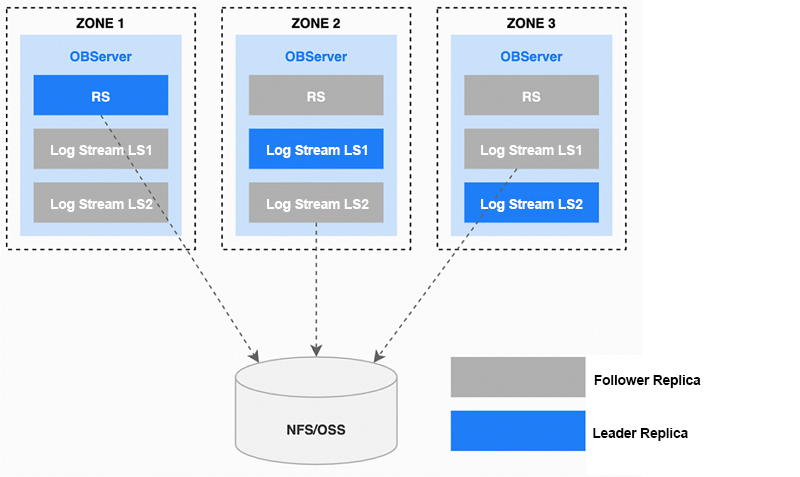 ZONE 1
ZONE 2
ZONE 3
OBServer
OBServer
OBServer
RS
RS
RS
Log Stream LS1
Log Stream LS1
Log Stream LS1
Log Stream LS2
Log Stream LS2
Log Stream LS2
NFS/OSS
Follower Replica
Leader Replica